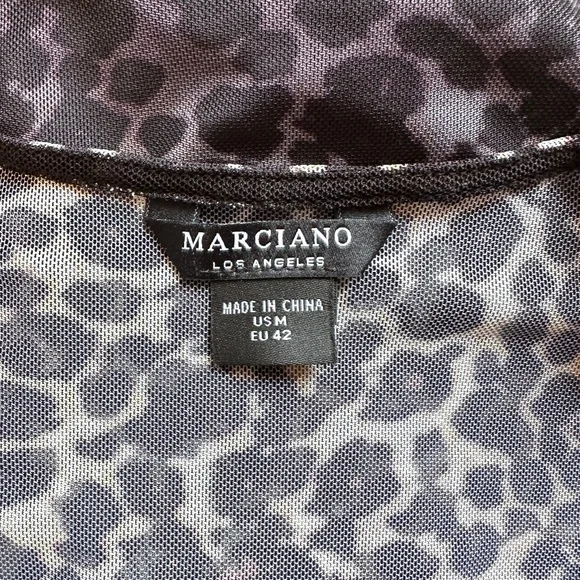 MARCIANO
LOS ANGELES
MADE IN CHINA
US M
EU 42